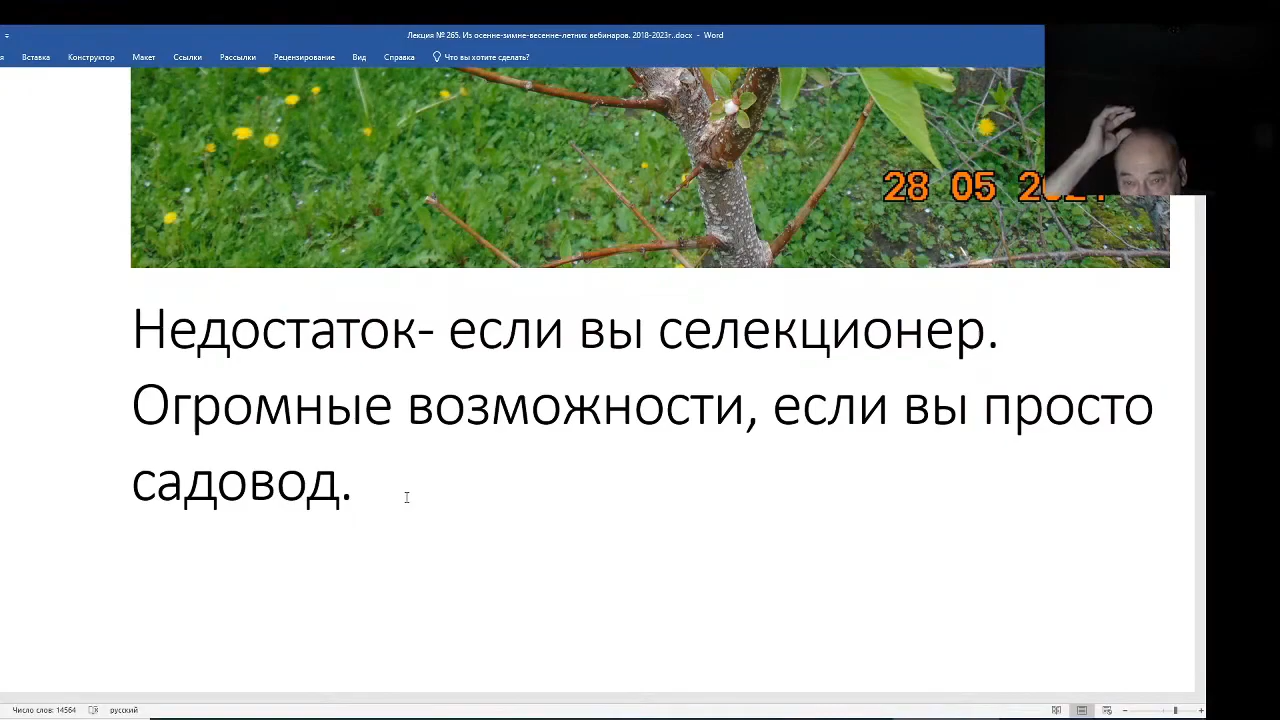 Лекция № 265. Из осенне-зимне-весенне-летних вебинаров. 2018-2023г..docx - Word
Вставка Конструктор Макет Ссылки Рассылки Рецензирование Вид Справка Что вы хотите сделать?
28 05
Недостаток- если вы селекционер.
Огромные возможности, если вы просто
садовод.
Число слов: 14564 русский